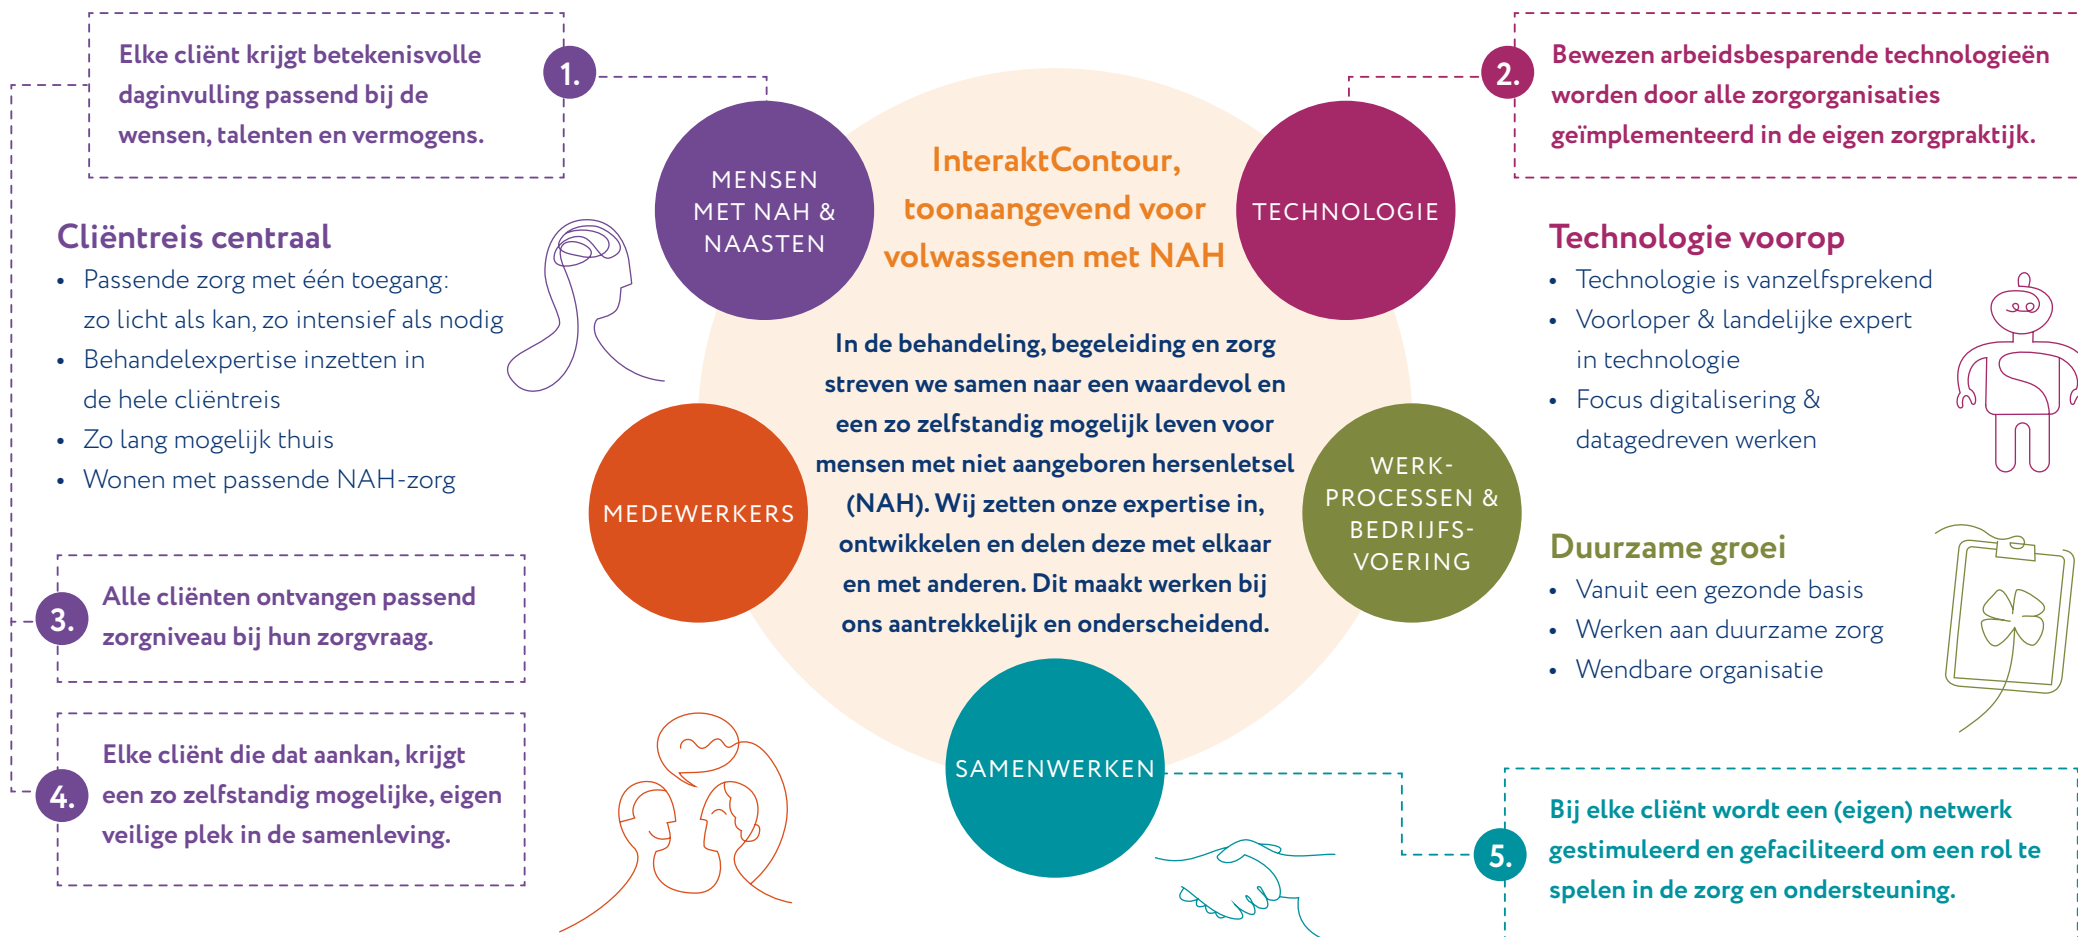 Elke cliënt krijgt betekenisvolle
daginvulling passend bij de
wensen, talenten en vermogens.
1.
Cliëntreis centraal
• Passende zorg met één toegang:
zo licht als kan, zo intensief als nodig
• Behandelexpertise inzetten in
de hele cliëntreis
• Zo lang mogelijk thuis
• Wonen met passende NAH-zorg
3.
Alle cliënten ontvangen passend
zorgniveau bij hun zorgvraag.
4.
Elke cliënt die dat aankan, krijgt
een zo zelfstandig mogelijke, eigen
veilige plek in de samenleving.
MENSEN
MET NAH &
NAASTEN
MEDEWERKERS
InteraktContour,
toonaangevend voor
volwassenen met NAH
In de behandeling, begeleiding en zorg
streven we samen naar een waardevol en
een zo zelfstandig mogelijk leven voor
mensen met niet aangeboren hersenletsel
(NAH). Wij zetten onze expertise in,
ontwikkelen en delen deze met elkaar
en met anderen. Dit maakt werken bij
ons aantrekkelijk en onderscheidend.
SAMENWERKEN
TECHNOLOGIE
WERK-
PROCESSEN &
BEDRIJFS-
VOERING
2.
Bewezen arbeidsbesparende technologieën
worden door alle zorgorganisaties
geïmplementeerd in de eigen zorgpraktijk.
Technologie voorop
• Technologie is vanzelfsprekend
• Voorloper & landelijke expert
in technologie
• Focus digitalisering &
datagedreven werken
Duurzame groei
• Vanuit een gezonde basis
• Werken aan duurzame zorg
• Wendbare organisatie
5.
Bij elke cliënt wordt een (eigen) netwerk
gestimuleerd en gefaciliteerd om een rol te
spelen in de zorg en ondersteuning.